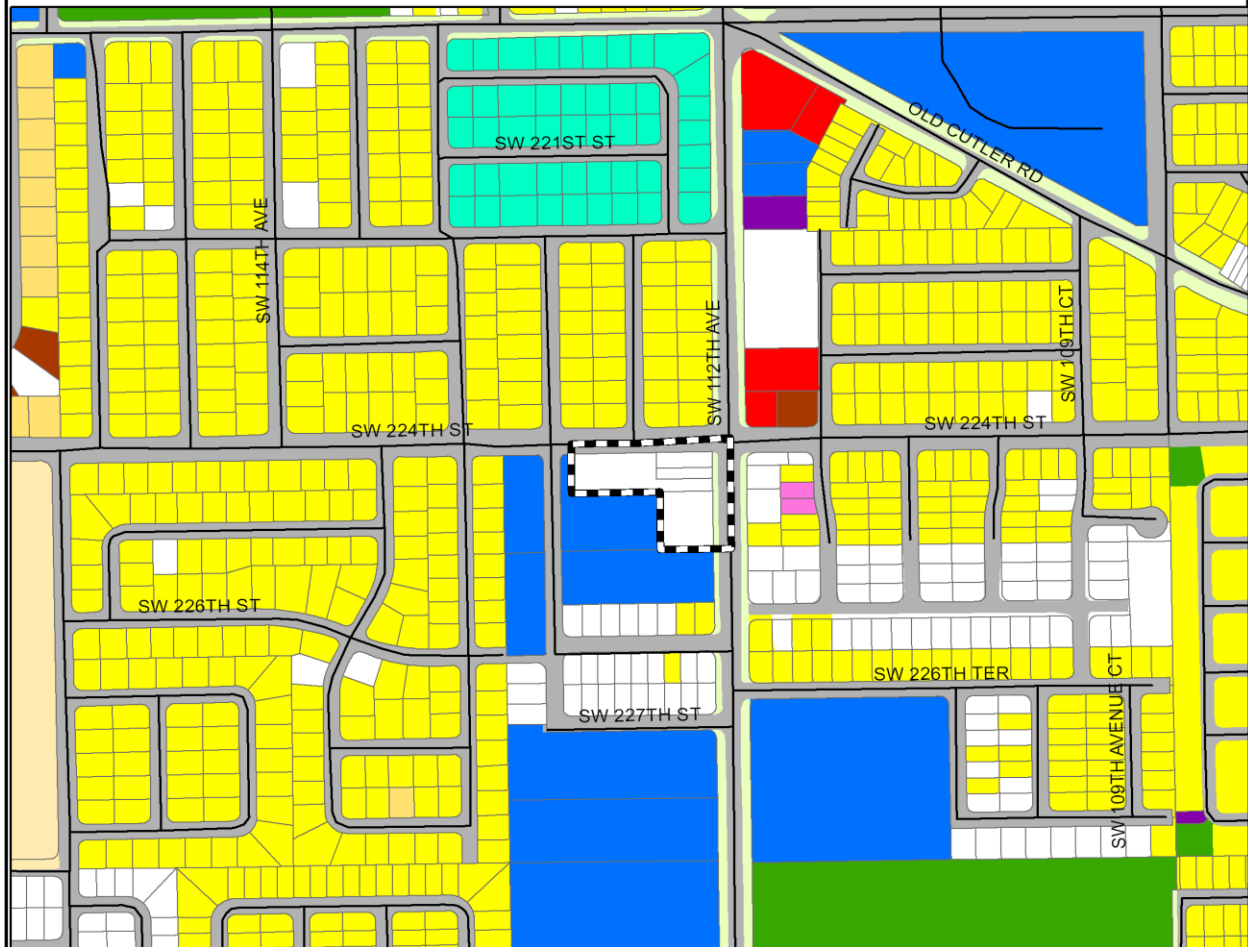 SW 221ST ST
OLD CUTLER RD
SW 114TH AVE
SW 112TH AVE
SW 109TH CT
SW 224TH ST
SW 224TH ST
SW 226TH ST
SW 226TH TER
SW 227TH ST
SW 109TH AVENUE CT